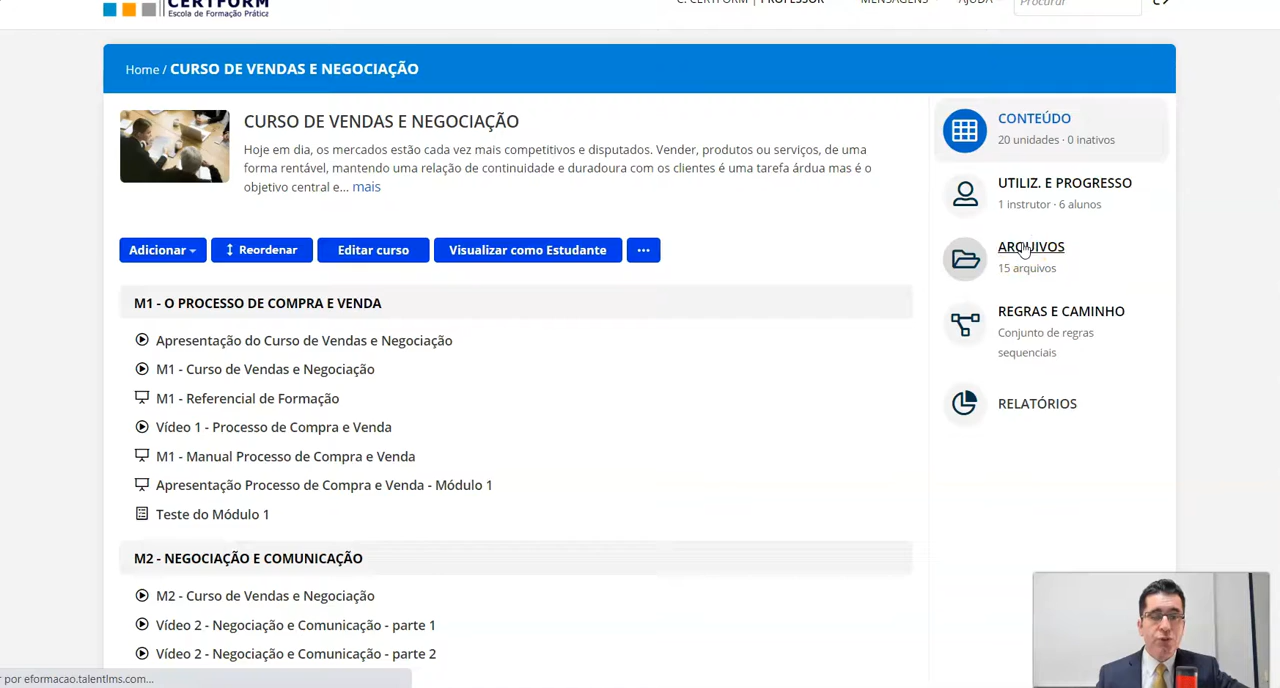 CERTFORM
Escola de Formação Prática
C. CERTFORM | PROFESSOR
MENSAGENS
AJUDA
Procurar
Home / CURSO DE VENDAS E NEGOCIAÇÃO
CURSO DE VENDAS E NEGOCIAÇÃO
Hoje em dia, os mercados estão cada vez mais competitivos e disputados. Vender, produtos ou serviços, de uma
forma rentável, mantendo uma relação de continuidade e duradoura com os clientes é uma tarefa árdua mas é o
objetivo central e... mais
Adicionar
Reordenar
Editar curso
Visualizar como Estudante
...
M1 - O PROCESSO DE COMPRA E VENDA
Apresentação do Curso de Vendas e Negociação
M1 - Curso de Vendas e Negociação
M1 - Referencial de Formação
Vídeo 1 - Processo de Compra e Venda
M1 - Manual Processo de Compra e Venda
Apresentação Processo de Compra e Venda - Módulo 1
Teste do Módulo 1
M2 - NEGOCIAÇÃO E COMUNICAÇÃO
M2 - Curso de Vendas e Negociação
Vídeo 2 - Negociação e Comunicação - parte 1
Vídeo 2 - Negociação e Comunicação - parte 2
CONTEÚDO
20 unidades · 0 inativos
UTILIZ. E PROGRESSO
1 instrutor · 6 alunos
ARQUIVOS
15 arquivos
REGRAS E CAMINHO
Conjunto de regras
sequenciais
RELATÓRIOS
por eformacao.talentlms.com...